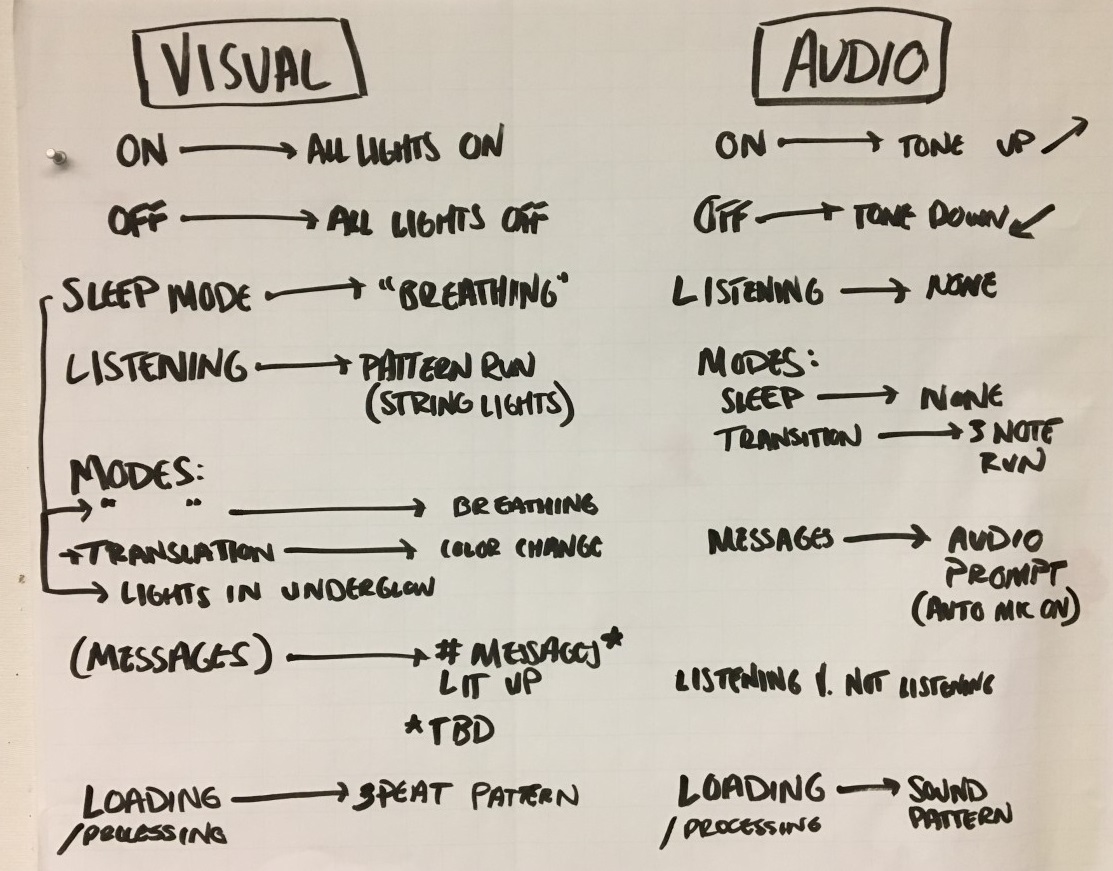 VISUAL
ON → ALL LIGHTS ON
OFF → ALL LIGHTS OFF
SLEEP MODE → "BREATHING"
LISTENING → PATTERN RUN
(STRING LIGHTS)
MODES:
" " → BREATHING
→ TRANSLATION → COLOR CHANGE
→ LIGHTS IN UNDERGLOW
(MESSAGES) → # MESSAGES*
LIT UP
*TBD
LOADING → 3PEAT PATTERN
/PROCESSING
AUDIO
ON → TONE UP ↗
OFF → TONE DOWN ↙
LISTENING → NONE
MODES:
SLEEP → NONE
TRANSITION → 3 NOTE
RUN
MESSAGES → AUDIO
PROMPT
(AUTO MIC ON)
LISTENING V. NOT LISTENING
LOADING → SOUND
/PROCESSING PATTERN